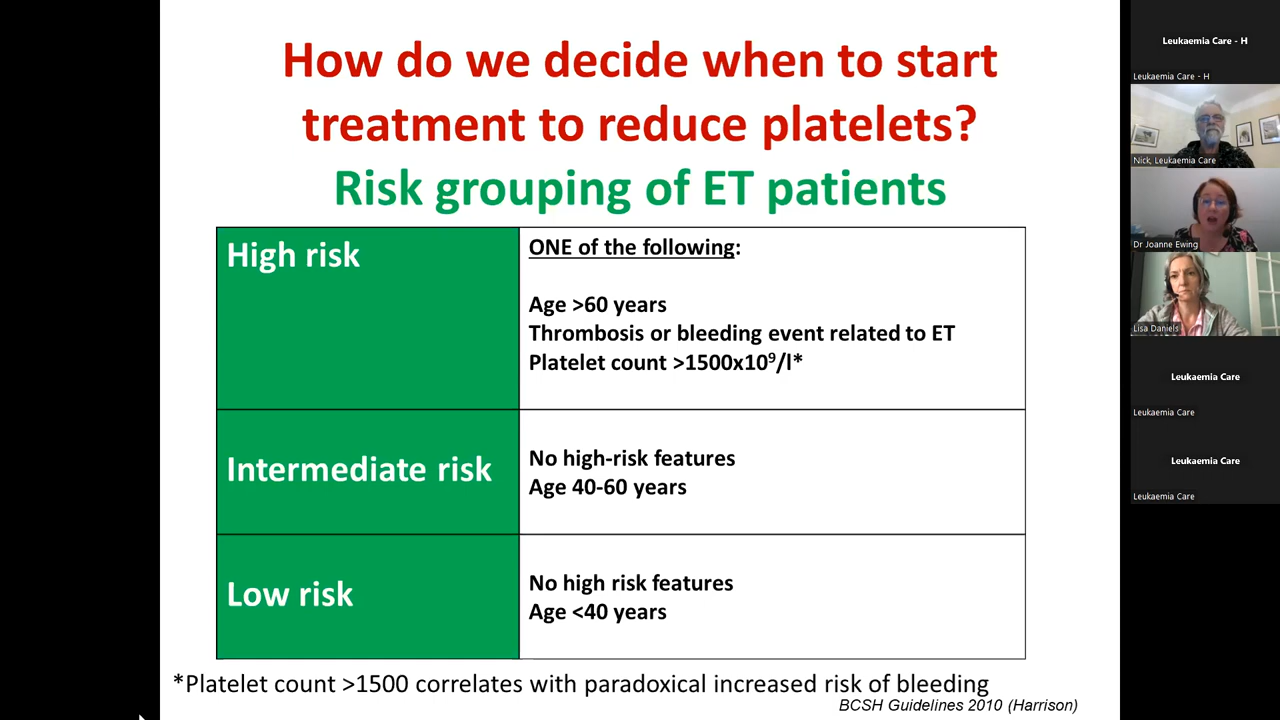 How do we decide when to start
treatment to reduce platelets?
Risk grouping of ET patients
High risk
ONE of the following:
Age >60 years
Thrombosis or bleeding event related to ET
Platelet count >1500x10⁹/l*
Intermediate risk
No high-risk features
Age 40-60 years
Low risk
No high risk features
Age <40 years
*Platelet count >1500 correlates with paradoxical increased risk of bleeding
BCSH Guidelines 2010 (Harrison)
Leukaemia Care - H
Leukaemia Care - H
Nick, Leukaemia Care
Dr Joanne Ewing
Lisa Daniels
Leukaemia Care
Leukaemia Care
Leukaemia Care
Leukaemia Care